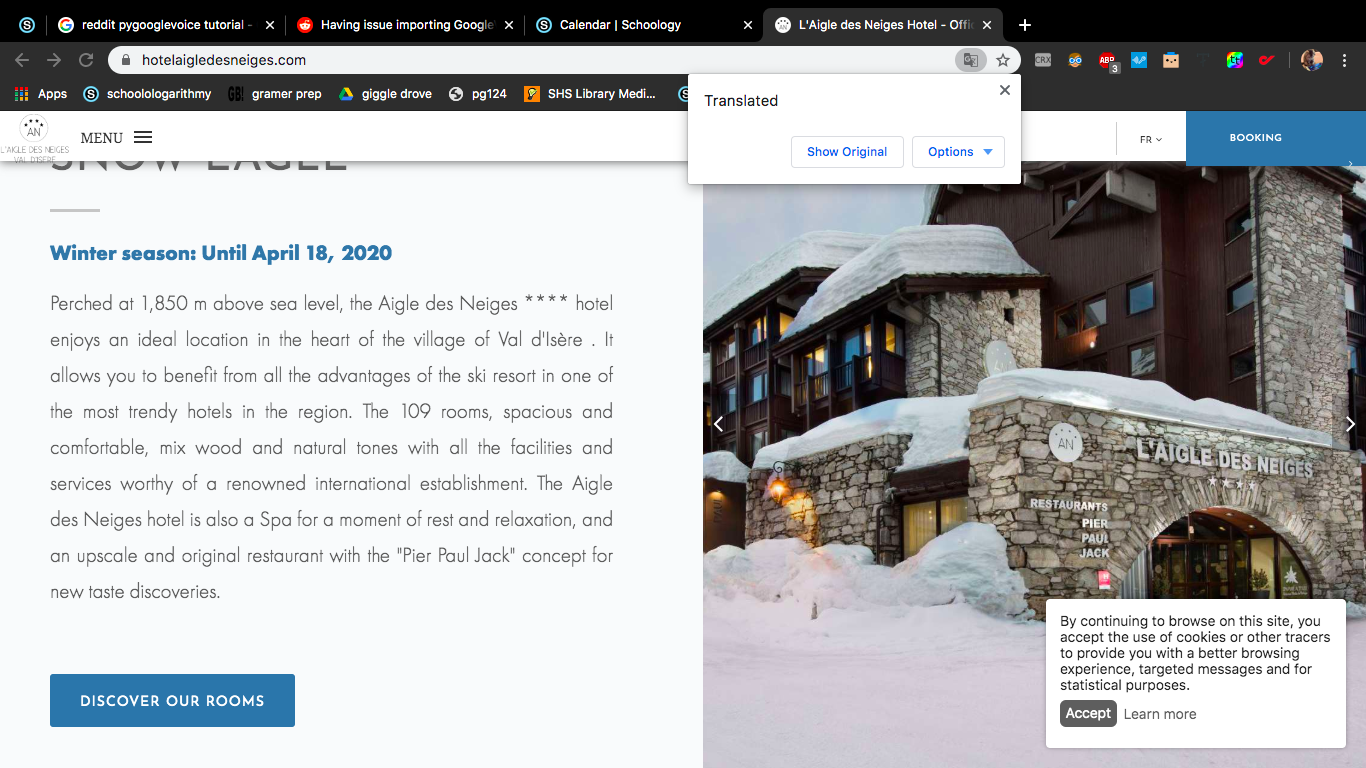 reddit pygooglevoice tutorial -
Having issue importing Google
Calendar | Schoology
L'Aigle des Neiges Hotel - Offi
hotelaigledesneiges.com
CRX
ABP
3
Apps
schoolologarithmy
GB!
gramer prep
giggle drove
pg124
SHS Library Medi...
Translated
Show Original
Options
AN
L'AIGLE DES NEIGES
VAL D'ISÈRE
MENU
FR
BOOKING
SNOW EAGLE
Winter season: Until April 18, 2020
Perched at 1,850 m above sea level, the Aigle des Neiges **** hotel
enjoys an ideal location in the heart of the village of Val d'Isère . It
allows you to benefit from all the advantages of the ski resort in one of
the most trendy hotels in the region. The 109 rooms, spacious and
comfortable, mix wood and natural tones with all the facilities and
services worthy of a renowned international establishment. The Aigle
des Neiges hotel is also a Spa for a moment of rest and relaxation, and
an upscale and original restaurant with the "Pier Paul Jack" concept for
new taste discoveries.
DISCOVER OUR ROOMS
AN
L'AIGLE DES NEIGES
RESTAURANTS
PIER
PAUL
JACK
By continuing to browse on this site, you
accept the use of cookies or other tracers
to provide you with a better browsing
experience, targeted messages and for
statistical purposes.
Accept
Learn more